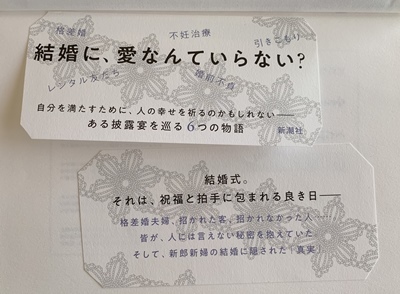 格差婚
不妊治療
引きこもり
結婚に、愛なんていらない?
レンタル友だち
婚前不貞
自分を満たすために、人の幸せを祈るのかもしれない——
ある披露宴を巡る6つの物語
新潮社
結婚式。
それは、祝福と拍手に包まれる良き日——
格差婚夫婦、招かれた客、招かれなかった人……
皆が、人には言えない秘密を抱えていた。
そして、新郎新婦の結婚に隠された「真実」